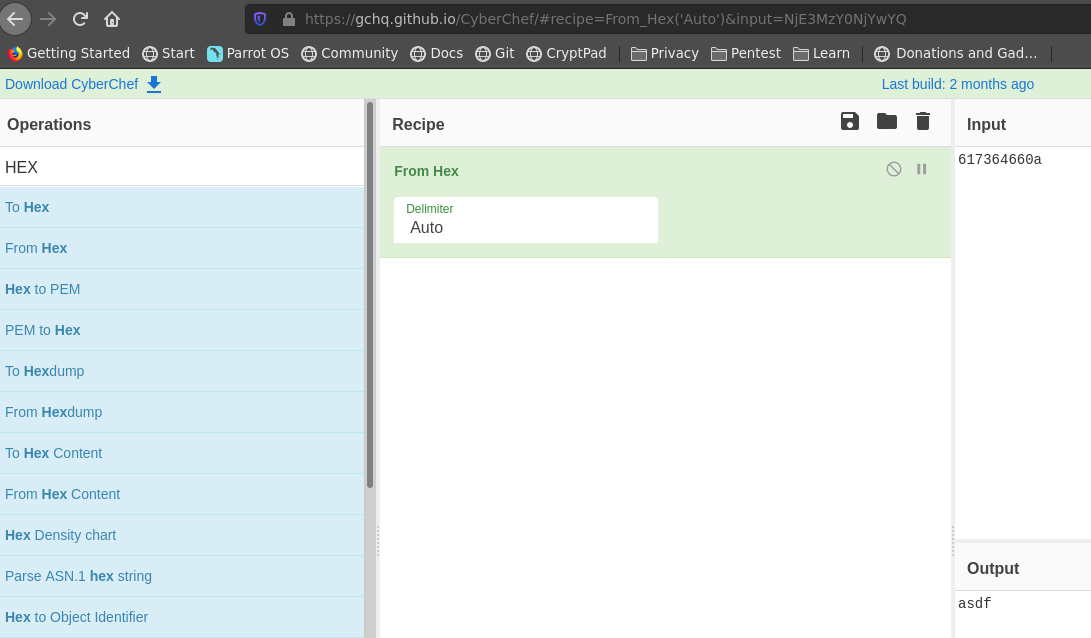 https://gchq.github.io/CyberChef/#recipe=From_Hex('Auto')&input=NjE3MzY0NjYwYQ
Getting Started Start Parrot OS Community Docs Git CryptPad Privacy Pentest Learn Donations and Gad...
Download CyberChef Last build: 2 months ago
Operations
HEX
To Hex
From Hex
Hex to PEM
PEM to Hex
To Hexdump
From Hexdump
To Hex Content
From Hex Content
Hex Density chart
Parse ASN.1 hex string
Hex to Object Identifier
Recipe
From Hex
Delimiter
Auto
Input
617364660a
Output
asdf